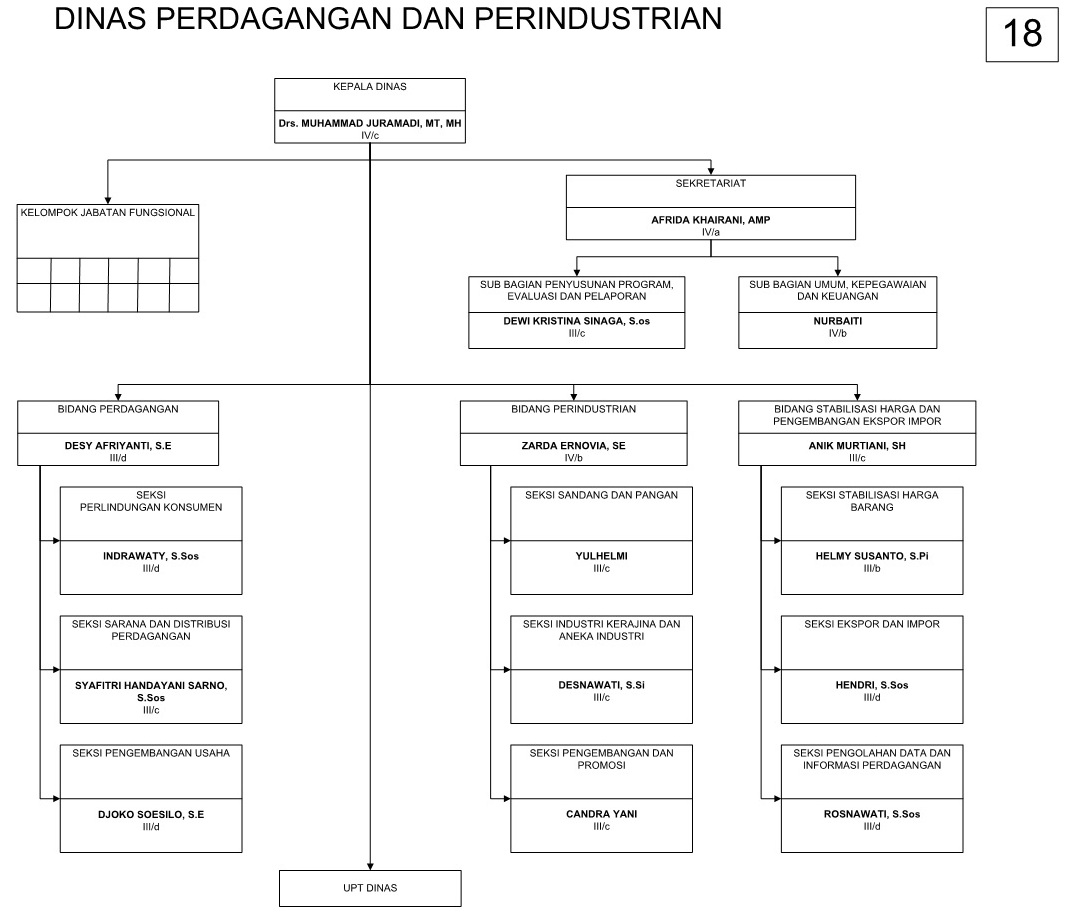 DINAS PERDAGANGAN DAN PERINDUSTRIAN
18
KEPALA DINAS
Drs. MUHAMMAD JURAMADI, MT, MH
IV/c
KELOMPOK JABATAN FUNGSIONAL
SEKRETARIAT
AFRIDA KHAIRANI, AMP
IV/a
SUB BAGIAN PENYUSUNAN PROGRAM,
EVALUASI DAN PELAPORAN
DEWI KRISTINA SINAGA, S.os
III/c
SUB BAGIAN UMUM, KEPEGAWAIAN
DAN KEUANGAN
NURBAITI
IV/b
BIDANG PERDAGANGAN
DESY AFRIYANTI, S.E
III/d
SEKSI
PERLINDUNGAN KONSUMEN
INDRAWATY, S.Sos
III/d
SEKSI SARANA DAN DISTRIBUSI
PERDAGANGAN
SYAFITRI HANDAYANI SARNO,
S.Sos
III/c
SEKSI PENGEMBANGAN USAHA
DJOKO SOESILO, S.E
III/d
BIDANG PERINDUSTRIAN
ZARDA ERNOVIA, SE
IV/b
SEKSI SANDANG DAN PANGAN
YULHELMI
III/c
SEKSI INDUSTRI KERAJINA DAN
ANEKA INDUSTRI
DESNAWATI, S.Si
III/c
SEKSI PENGEMBANGAN DAN
PROMOSI
CANDRA YANI
III/c
BIDANG STABILISASI HARGA DAN
PENGEMBANGAN EKSPOR IMPOR
ANIK MURTIANI, SH
III/c
SEKSI STABILISASI HARGA
BARANG
HELMY SUSANTO, S.Pi
III/b
SEKSI EKSPOR DAN IMPOR
HENDRI, S.Sos
III/d
SEKSI PENGOLAHAN DATA DAN
INFORMASI PERDAGANGAN
ROSNAWATI, S.Sos
III/d
UPT DINAS